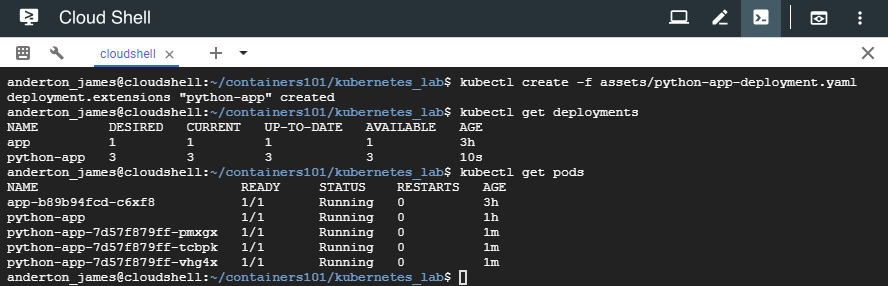 Cloud Shell
cloudshell
anderton_james@cloudshell:~/containers101/kubernetes_lab$ kubectl create -f assets/python-app-deployment.yaml
deployment.extensions "python-app" created
anderton_james@cloudshell:~/containers101/kubernetes_lab$ kubectl get deployments
NAME DESIRED CURRENT UP-TO-DATE AVAILABLE AGE
app 1 1 1 1 3h
python-app 3 3 3 3 10s
anderton_james@cloudshell:~/containers101/kubernetes_lab$ kubectl get pods
NAME READY STATUS RESTARTS AGE
app-b89b94fcd-c6xf8 1/1 Running 0 3h
python-app 1/1 Running 0 1h
python-app-7d57f879ff-pmxgx 1/1 Running 0 1m
python-app-7d57f879ff-tcbpk 1/1 Running 0 1m
python-app-7d57f879ff-vhg4x 1/1 Running 0 1m
anderton_james@cloudshell:~/containers101/kubernetes_lab$